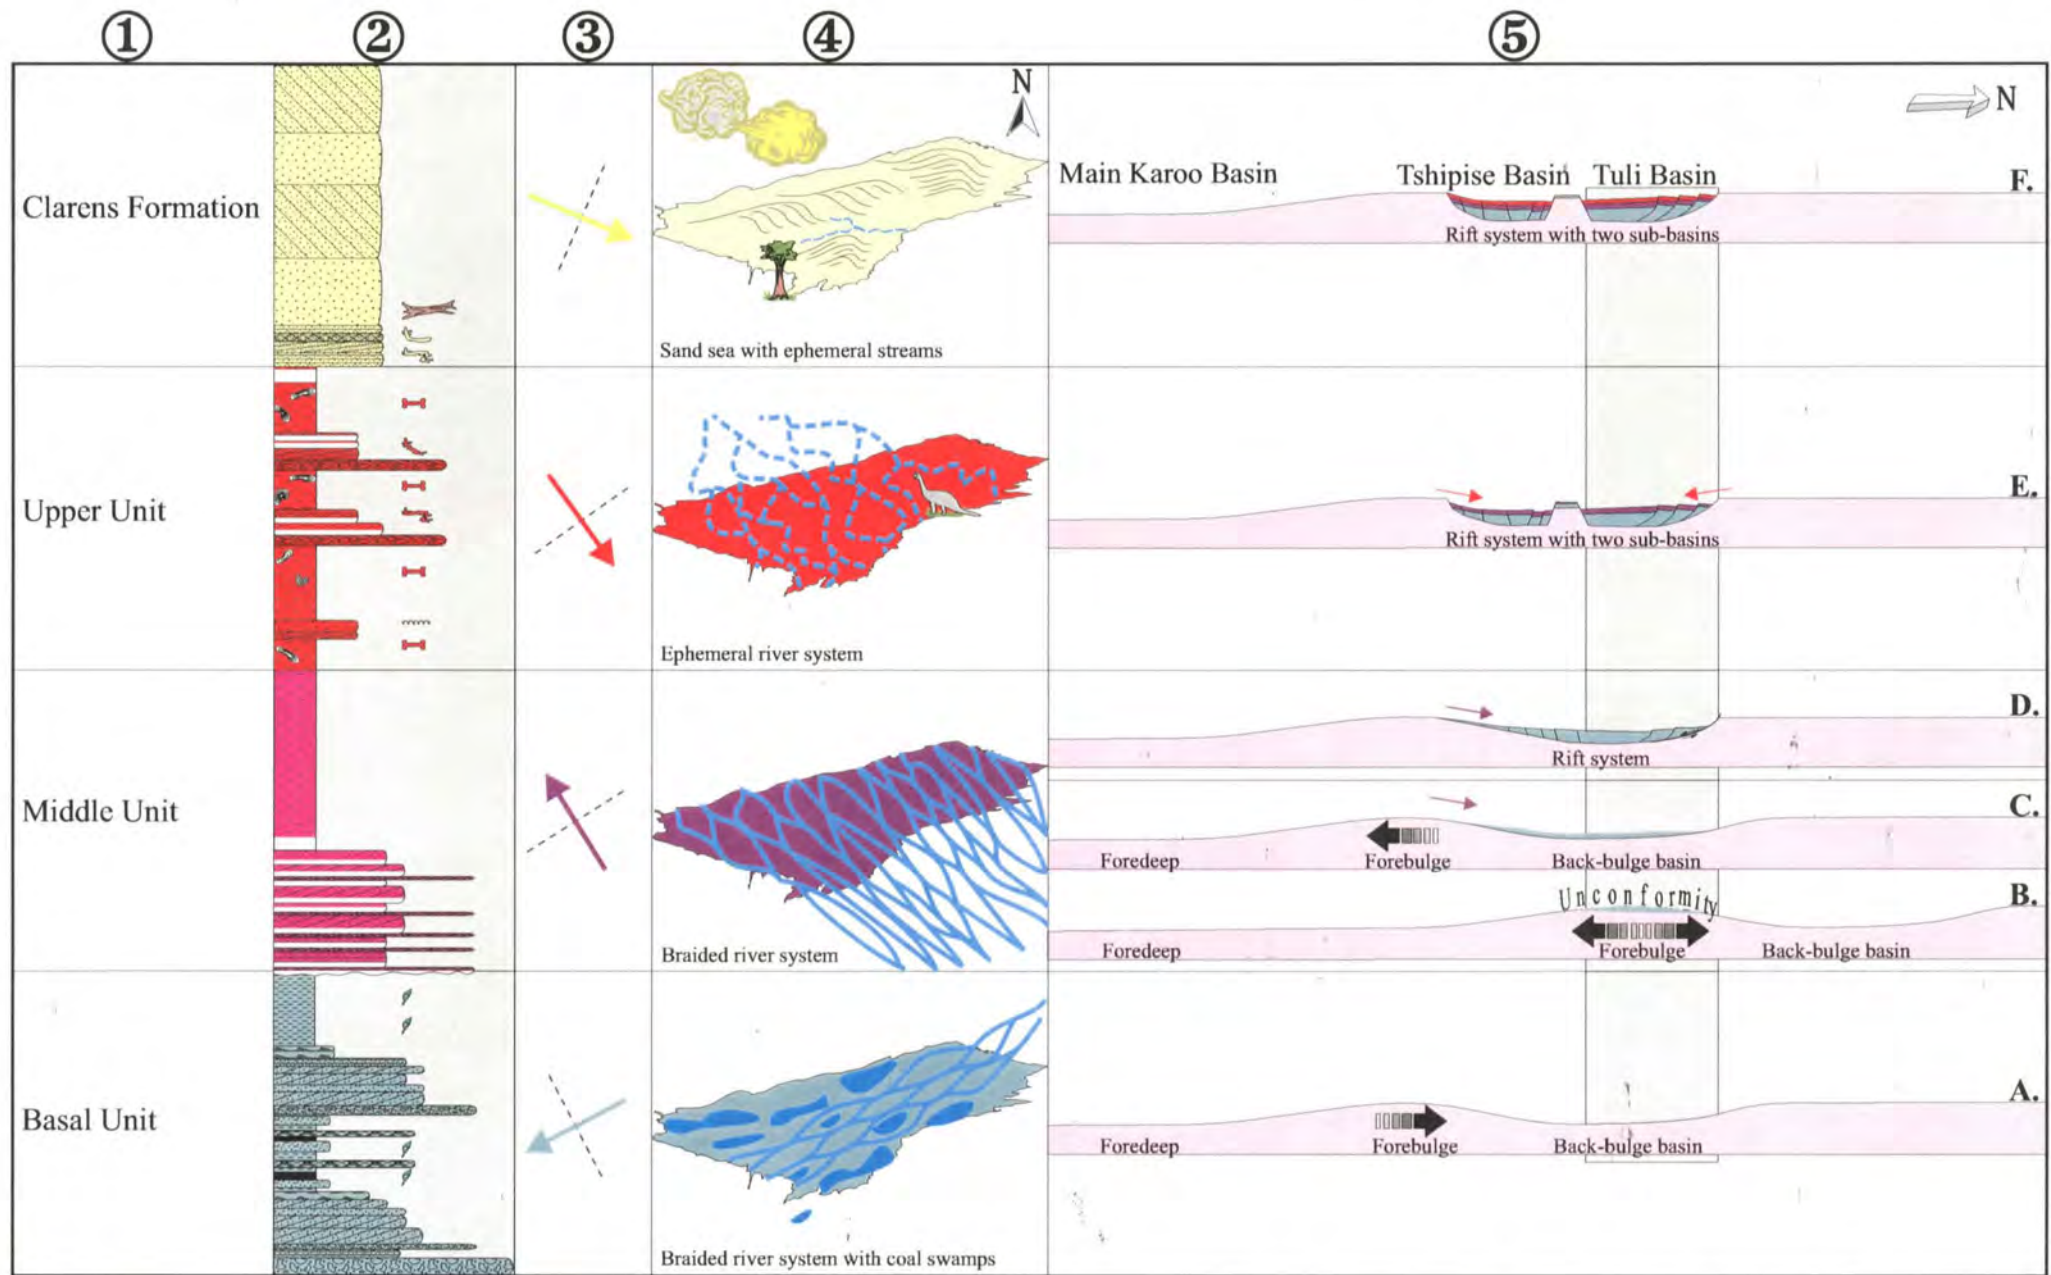 ① ② ③ ④ ⑤
Clarens Formation
N
Sand sea with ephemeral streams
N
Main Karoo Basin Tshipise Basin Tuli Basin F.
Rift system with two sub-basins
Upper Unit
Ephemeral river system
E.
Rift system with two sub-basins
Middle Unit
Braided river system
D.
Rift system
C.
Foredeep Forebulge Back-bulge basin
Unconformity B.
Foredeep Forebulge Back-bulge basin
Basal Unit
Braided river system with coal swamps
A.
Foredeep Forebulge Back-bulge basin